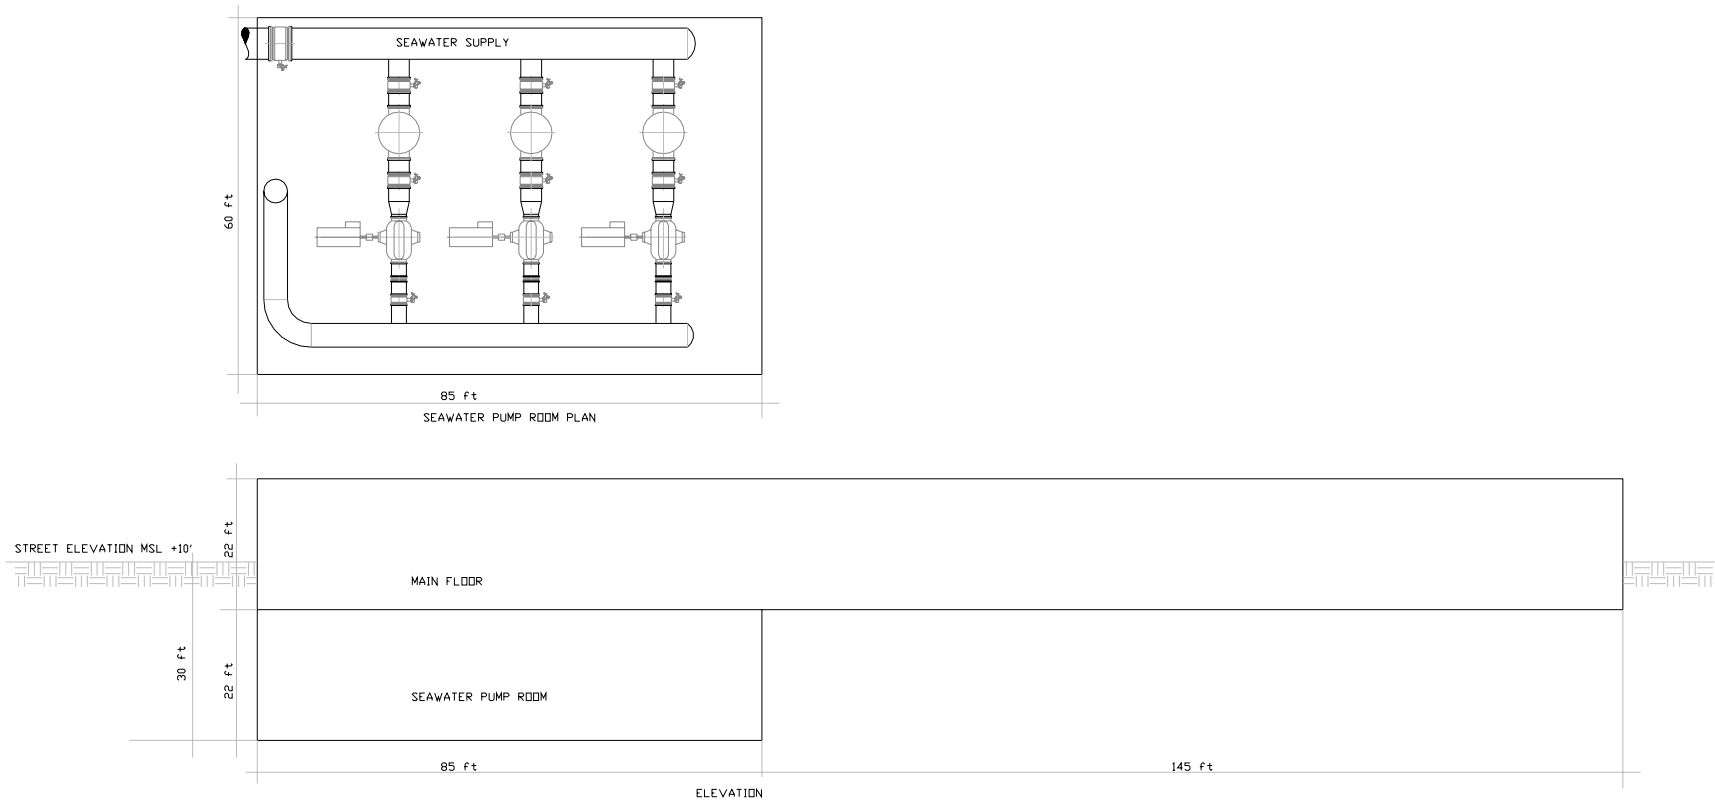 SEAWATER SUPPLY
60 ft
85 ft
SEAWATER PUMP ROOM PLAN
22 ft
STREET ELEVATION MSL +10'
MAIN FLOOR
30 ft
22 ft
SEAWATER PUMP ROOM
85 ft
145 ft
ELEVATION